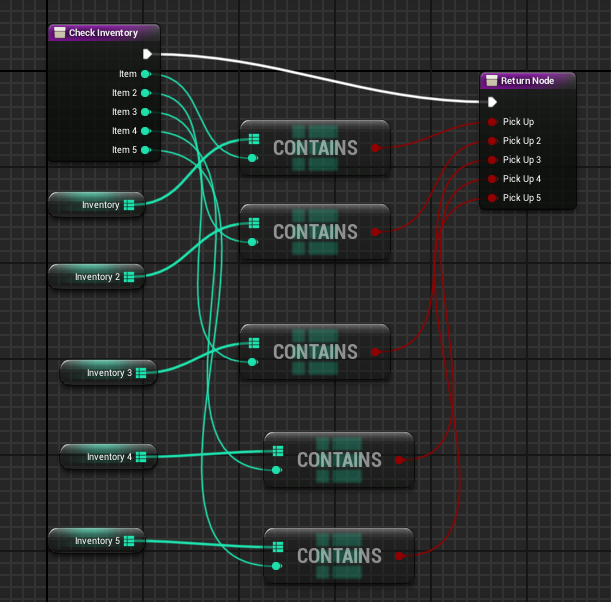 Check Inventory
Item
Item 2
Item 3
Item 4
Item 5
Return Node
Pick Up
Pick Up 2
Pick Up 3
Pick Up 4
Pick Up 5
CONTAINS
Inventory
CONTAINS
Inventory 2
CONTAINS
Inventory 3
CONTAINS
Inventory 4
CONTAINS
Inventory 5